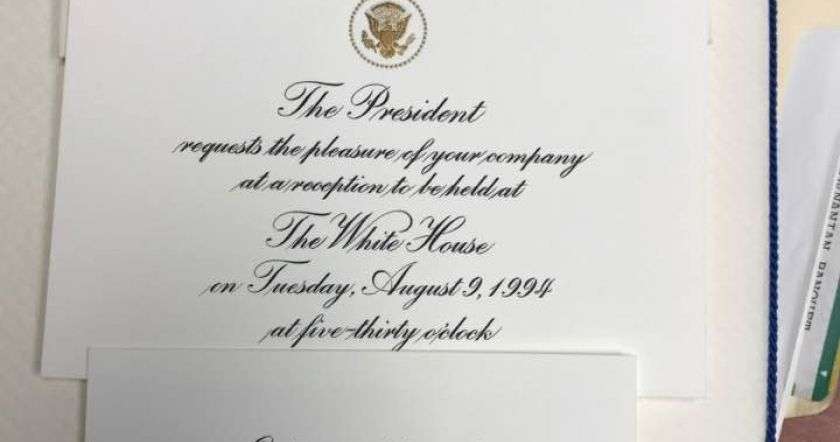 The President
requests the pleasure of your company
at a reception to be held at
The White House
on Tuesday, August 9, 1994
at five-thirty o'clock